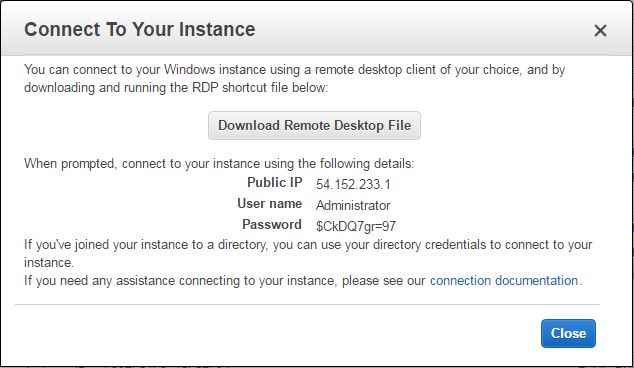 Connect To Your Instance
You can connect to your Windows instance using a remote desktop client of your choice, and by
downloading and running the RDP shortcut file below:
Download Remote Desktop File
When prompted, connect to your instance using the following details:
Public IP 54.152.233.1
User name Administrator
Password $CkDQ7gr=97
If you've joined your instance to a directory, you can use your directory credentials to connect to your
instance.
If you need any assistance connecting to your instance, please see our connection documentation.
Close